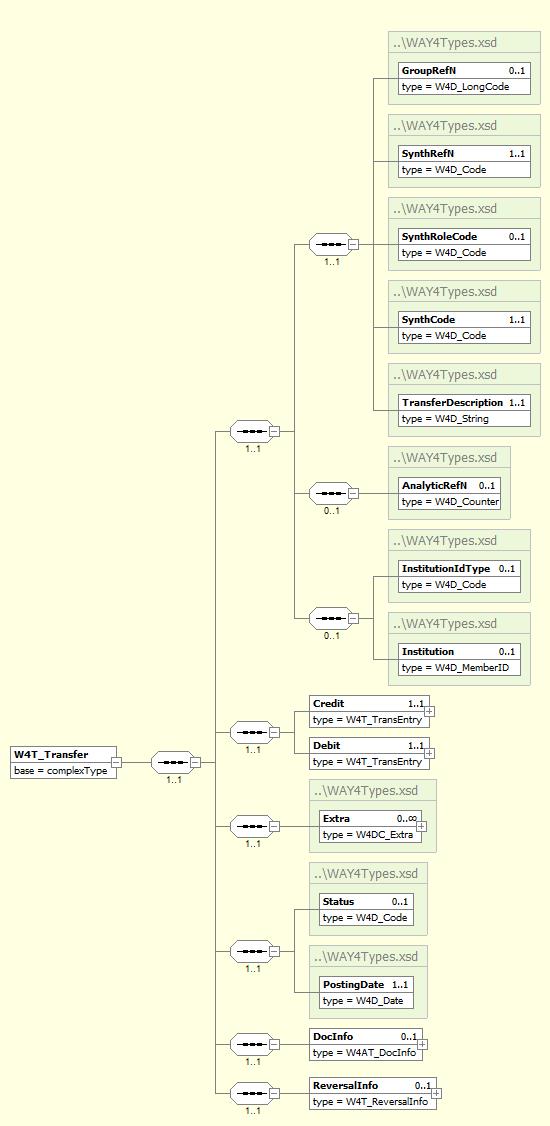 ..\WAY4Types.xsd
GroupRefN 0..1
type = W4D_LongCode
..\WAY4Types.xsd
SynthRefN 1..1
type = W4D_Code
..\WAY4Types.xsd
SynthRoleCode 0..1
type = W4D_Code
1..1
..\WAY4Types.xsd
SynthCode 1..1
type = W4D_Code
..\WAY4Types.xsd
TransferDescription 1..1
type = W4D_String
1..1
..\WAY4Types.xsd
AnalyticRefN 0..1
type = W4D_Counter
0..1
..\WAY4Types.xsd
InstitutionIdType 0..1
type = W4D_Code
0..1
..\WAY4Types.xsd
Institution 0..1
type = W4D_MemberID
Credit 1..1
type = W4T_TransEntry
1..1
Debit 1..1
type = W4T_TransEntry
W4T_Transfer
base = complexType
1..1
..\WAY4Types.xsd
Extra 0..∞
type = W4DC_Extra
1..1
..\WAY4Types.xsd
Status 0..1
type = W4D_Code
1..1
..\WAY4Types.xsd
PostingDate 1..1
type = W4D_Date
DocInfo 0..1
type = W4AT_DocInfo
1..1
ReversalInfo 0..1
type = W4T_ReversalInfo
1..1